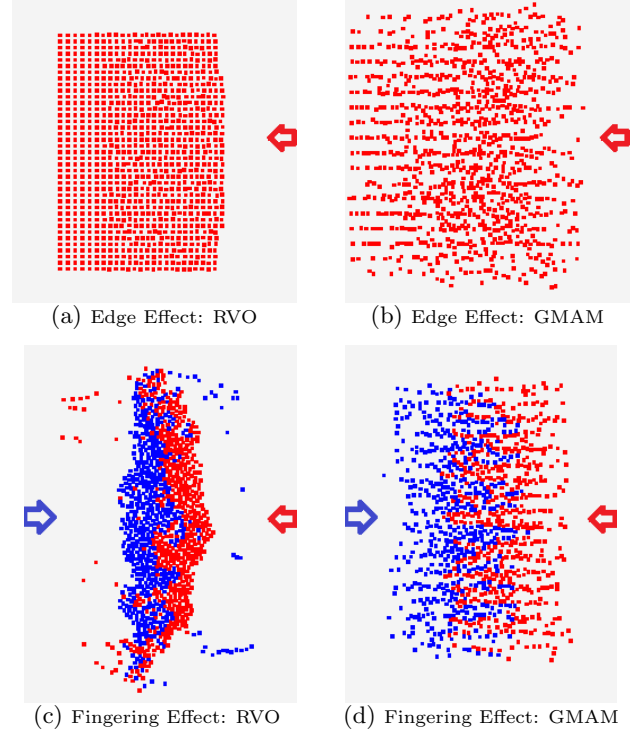 (a) Edge Effect: RVO
(b) Edge Effect: GMAM
(c) Fingering Effect: RVO
(d) Fingering Effect: GMAM